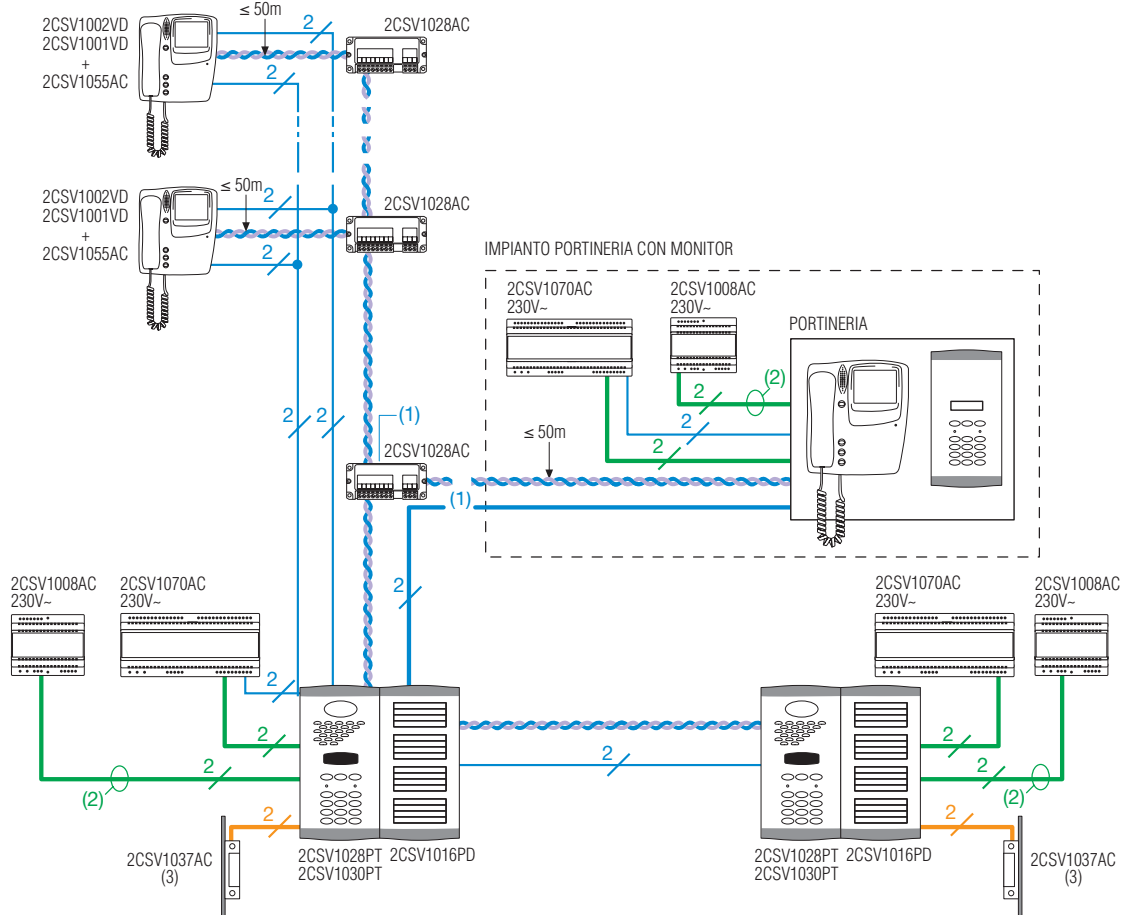 ≤ 50m
2
2CSV1028AC
2CSV1002VD
2CSV1001VD
+
2CSV1055AC
2
≤ 50m
2
2CSV1028AC
2CSV1002VD
2CSV1001VD
+
2CSV1055AC
2
IMPIANTO PORTINERIA CON MONITOR
2CSV1070AC
230V~
2CSV1008AC
230V~
PORTINERIA
2
(2)
2
2
2
2
(1)
2CSV1028AC
≤ 50m
(1)
2
2CSV1008AC
230V~
2CSV1070AC
230V~
2CSV1070AC
230V~
2CSV1008AC
230V~
2
2
2
(2)
2
2
2
(2)
2
2
2CSV1037AC
(3)
2CSV1028PT
2CSV1030PT
2CSV1016PD
2CSV1028PT
2CSV1030PT
2CSV1016PD
2CSV1037AC
(3)